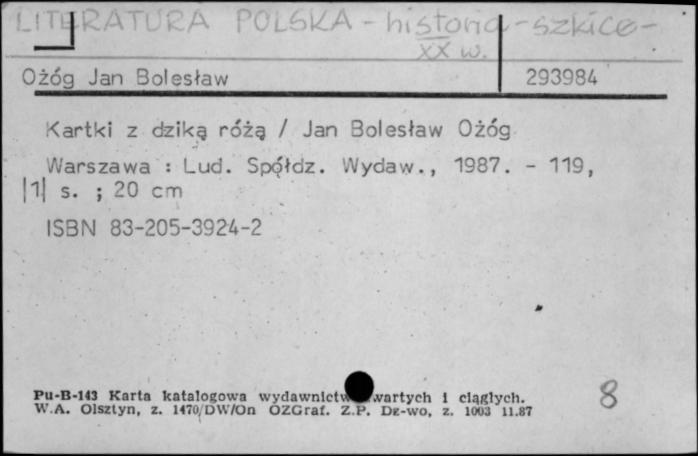 LITERATURA POLSKA - historia - szkice -
XX w.
Ożóg Jan Bolesław 293984
Kartki z dziką różą / Jan Bolesław Ożóg
Warszawa : Lud. Spółdz. Wydaw., 1987. - 119,
|1| s. ; 20 cm
ISBN 83-205-3924-2
Pu-B-143 Karta katalogowa wydawnictw zwartych i ciągłych.
W.A. Olsztyn, z. 1470/DW/On OZGraf. Z.P. Dz-wo, z. 1003 11.87
8